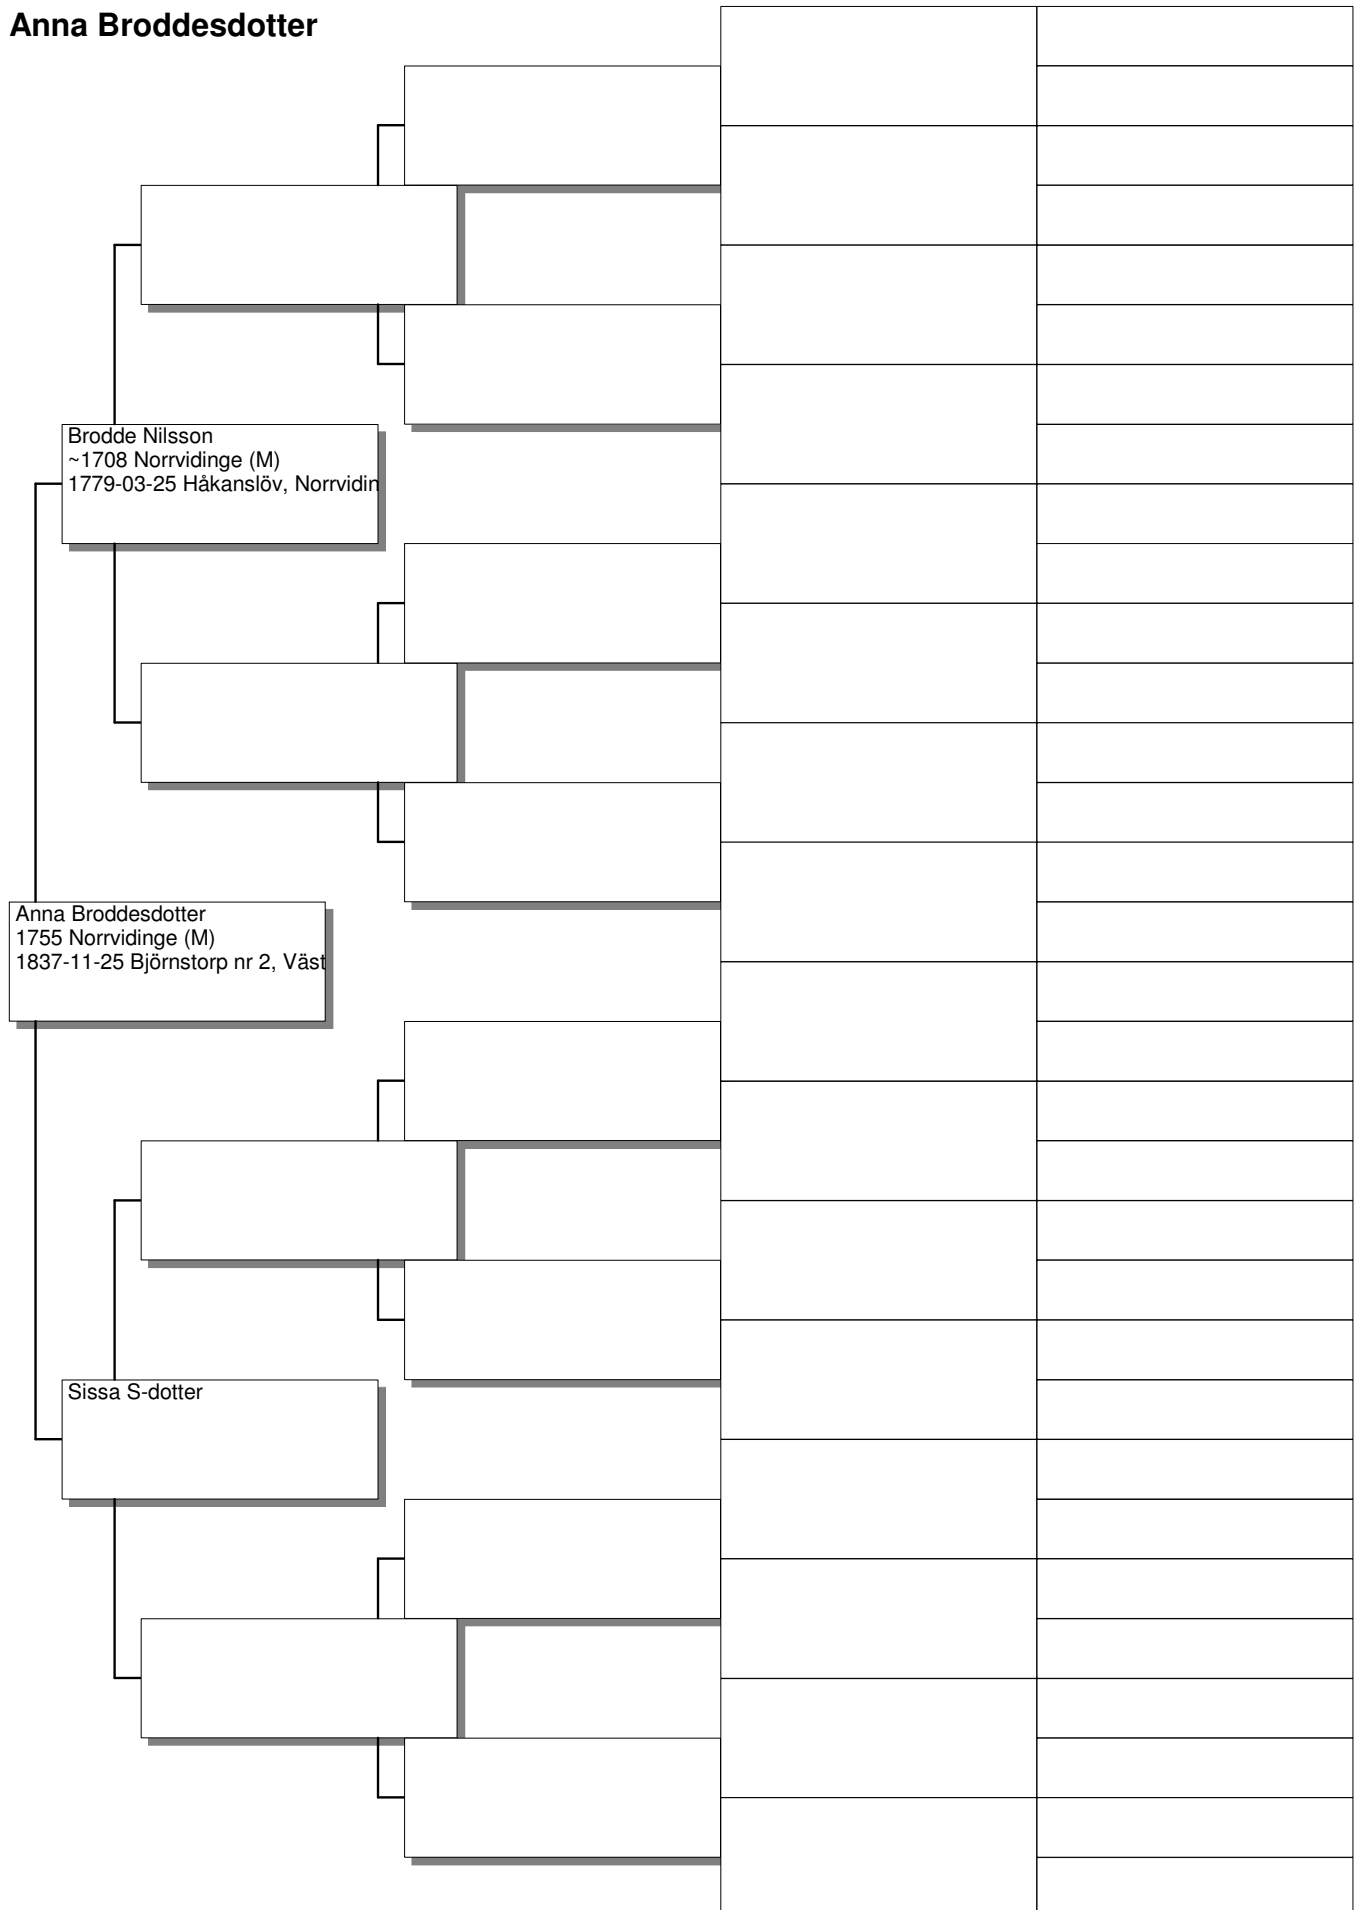 Anna Broddesdotter
Brodde Nilsson
~1708 Norrvidinge (M)
1779-03-25 Håkanslöv, Norrvidin
Anna Broddesdotter
1755 Norrvidinge (M)
1837-11-25 Björnstorp nr 2, Väst
Sissa S-dotter